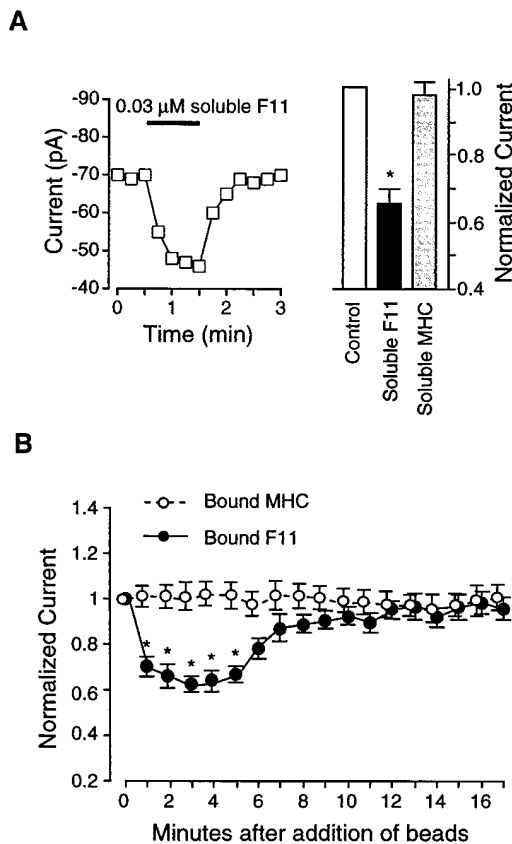 A
0.03 µM soluble F11
-90
-80
-70
-60
-50
-40
Current (pA)
0
1
2
3
Time (min)
*
1.0
0.8
0.6
0.4
Normalized Current
Control
Soluble F11
Soluble MHC
B
Bound MHC
Bound F11
1.4
1.2
1
0.8
0.6
0.4
0.2
Normalized Current
* * * * *
0 2 4 6 8 10 12 14 16
Minutes after addition of beads